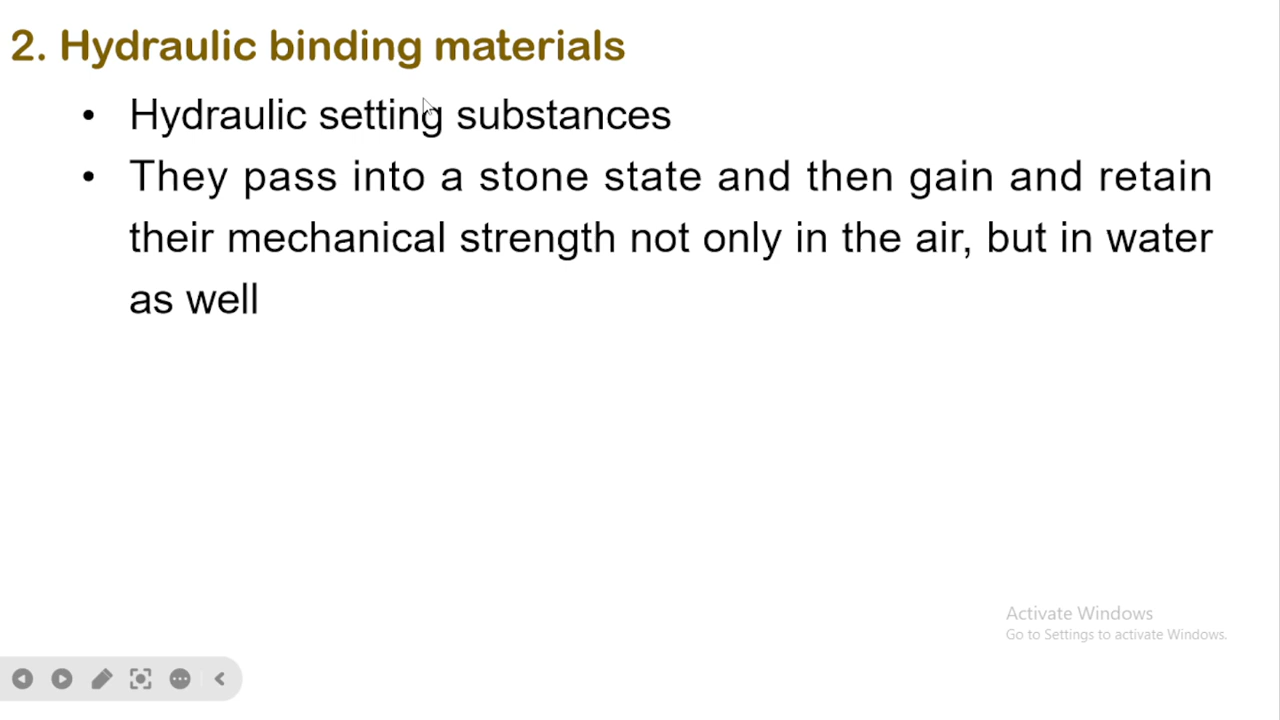 2. Hydraulic binding materials
• Hydraulic setting substances
• They pass into a stone state and then gain and retain
their mechanical strength not only in the air, but in water
as well
Activate Windows
Go to Settings to activate Windows.